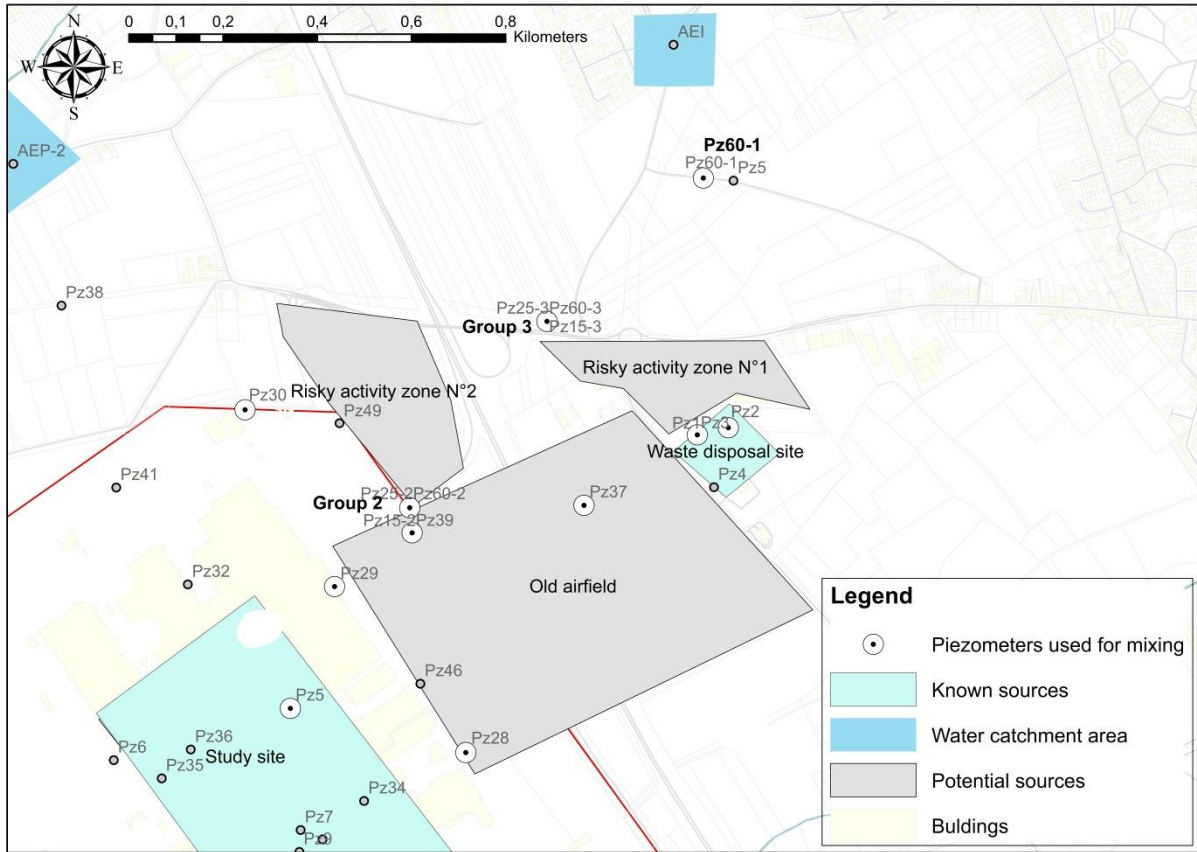 N
W E
S
0 0,1 0,2 0,4 0,6 0,8
Kilometers
AEI
AEP-2
Pz60-1
Pz60-1 Pz5
Pz38
Pz25-3Pz60-3
Group 3 Pz15-3
Risky activity zone N°1
Risky activity zone N°2
Pz30
Pz49
Pz1Pz3 Pz2
Waste disposal site
Pz41
Pz4
Pz25-2Pz60-2
Group 2
Pz37
Pz15-2Pz39
Pz32
Pz29
Old airfield
Pz46
Pz5
Pz36
Study site
Pz6
Pz35
Pz28
Pz34
Pz7
Pz9
Legend
Piezometers used for mixing
Known sources
Water catchment area
Potential sources
Buldings